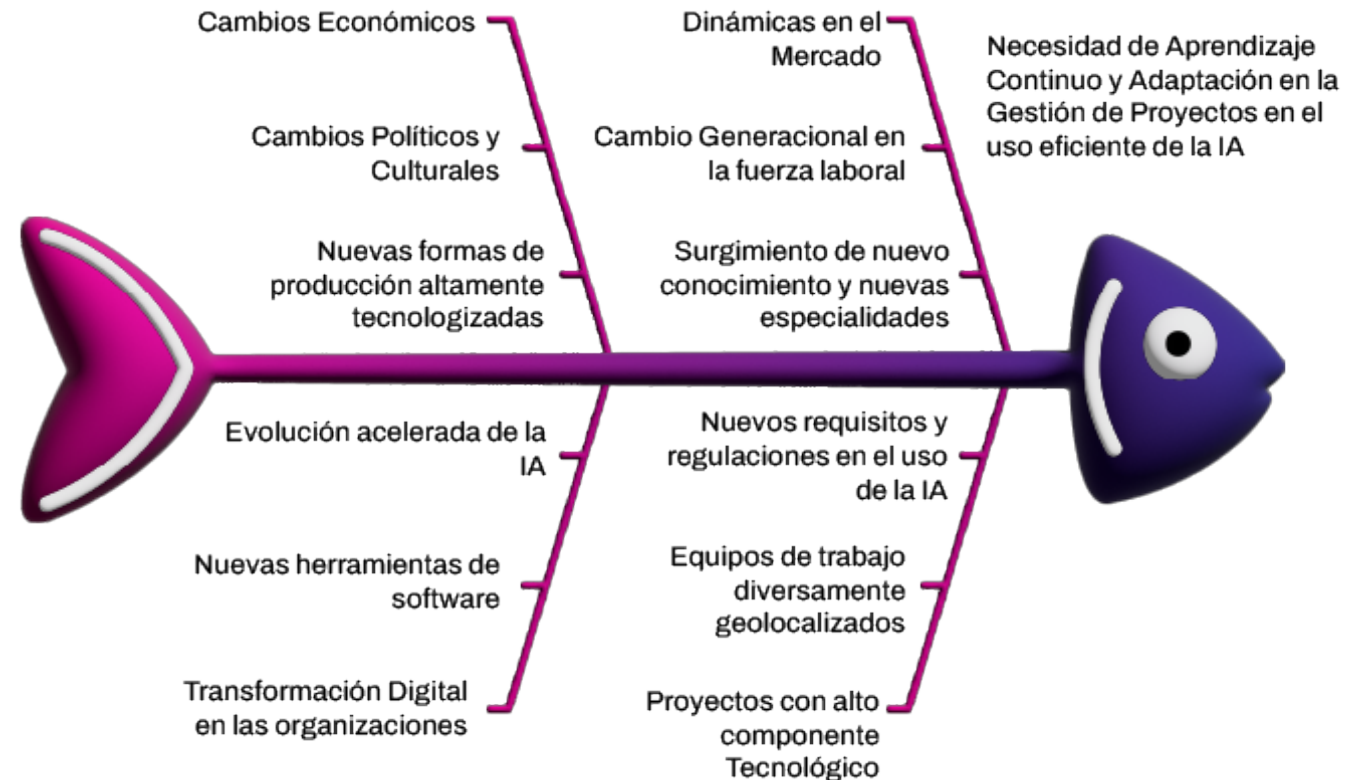 Cambios Económicos
Cambios Políticos y
Culturales
Nuevas formas de
producción altamente
tecnologizadas
Dinámicas en el
Mercado
Cambio Generacional en
la fuerza laboral
Surgimiento de nuevo
conocimiento y nuevas
especialidades
Necesidad de Aprendizaje
Continuo y Adaptación en la
Gestión de Proyectos en el
uso eficiente de la IA
Evolución acelerada de la
IA
Nuevas herramientas de
software
Transformación Digital
en las organizaciones
Nuevos requisitos y
regulaciones en el uso
de la IA
Equipos de trabajo
diversamente
geolocalizados
Proyectos con alto
componente
Tecnológico